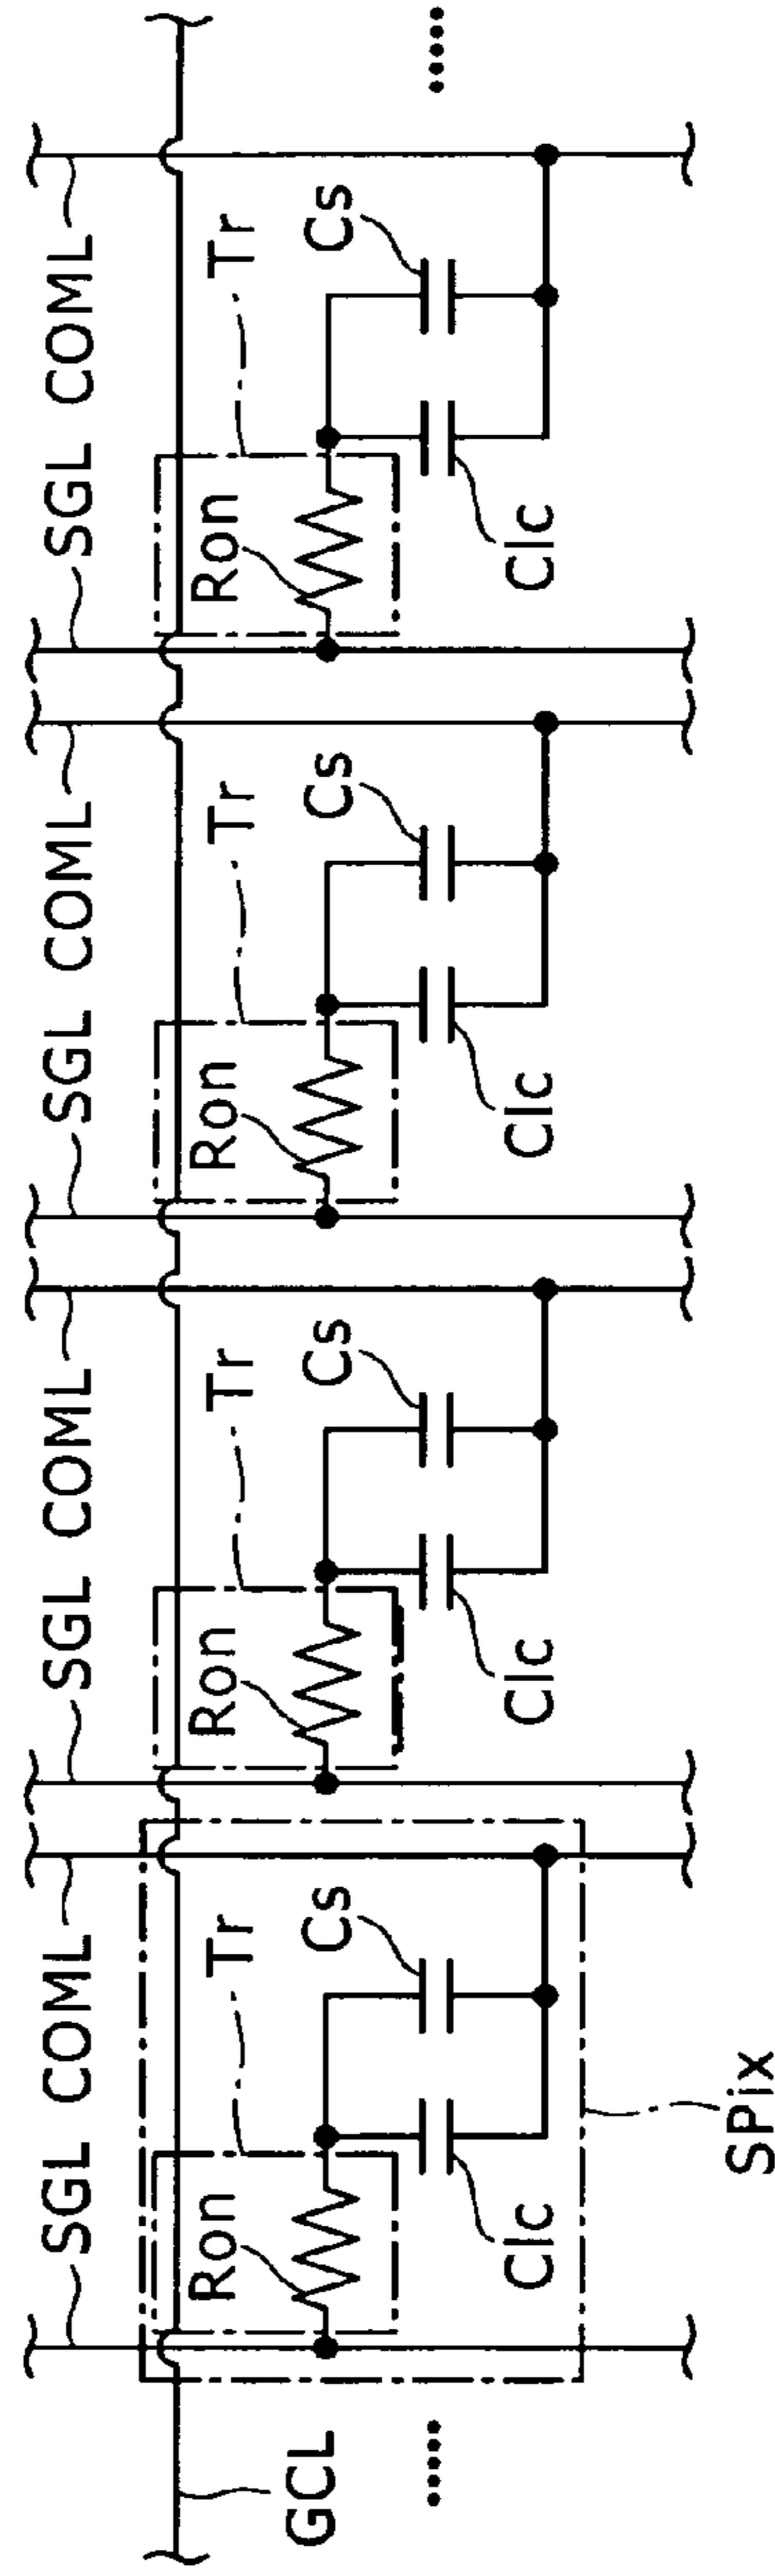 SGL COML SGL COML SGL COML SGL COML
Tr Tr Tr Tr
Ron Cs Ron Cs Ron Cs Ron Cs
GCL
Clc Clc Clc Clc
SPix